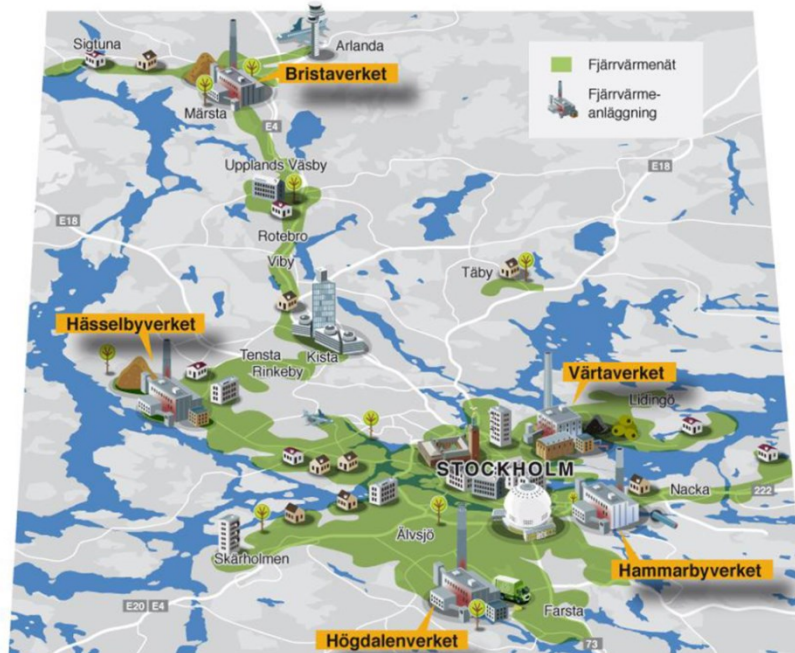 Sigtuna
Arlanda
Bristaverket
Märsta
E4
Fjärrvärmenät
Fjärrvärme-
anläggning
Upplands Väsby
E18
E18
Rotebro
Viby
Täby
Hässelbyverket
Tensta
Rinkeby
Kista
Värtaverket
Lidingö
STOCKHOLM
Nacka
222
Älvsjö
Skärholmen
Hammarbyverket
E20 E4
Farsta
Högdalenverket
73